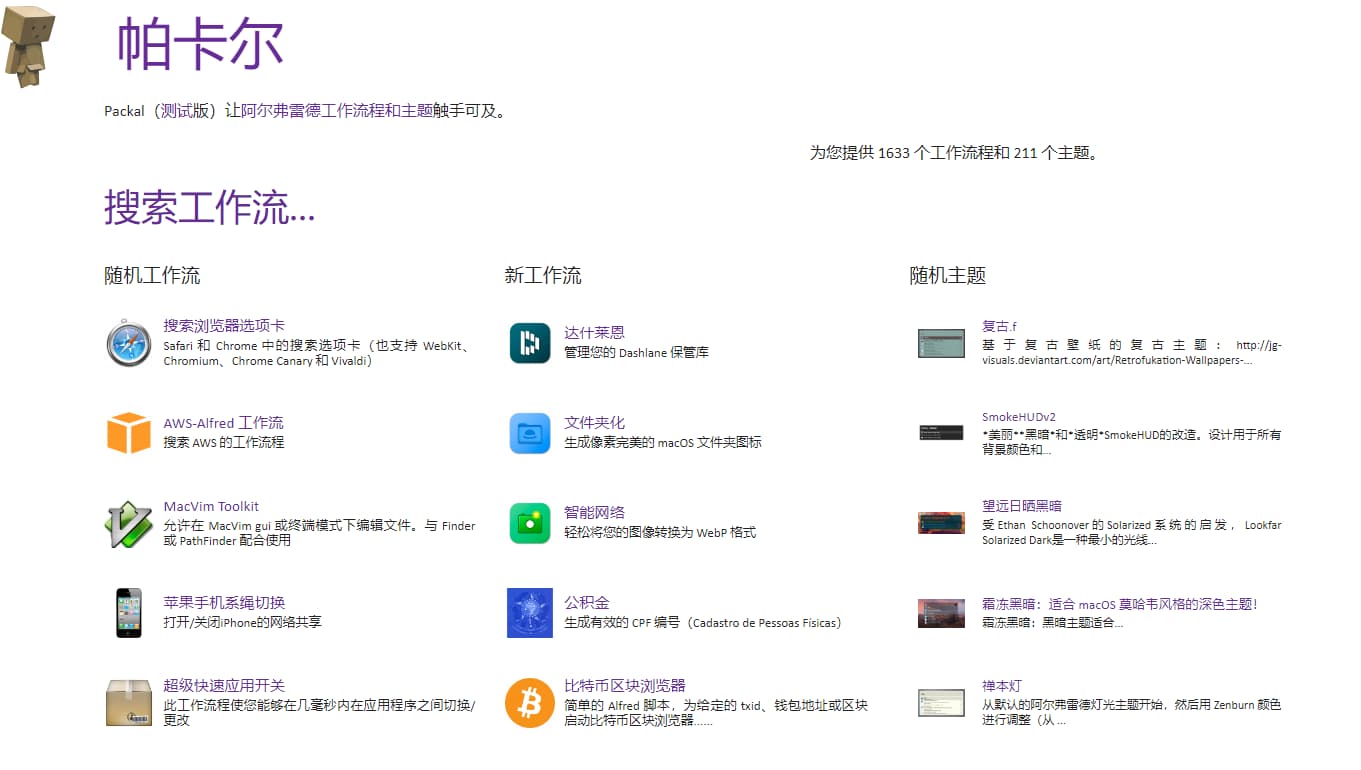 帕卡尔
Packal（测试版）让阿尔弗雷德工作流程和主题触手可及。
为您提供 1633 个工作流程和 211 个主题。
搜索工作流...
随机工作流
搜索浏览器选项卡
Safari 和 Chrome 中的搜索选项卡（也支持 WebKit、
Chromium、Chrome Canary 和 Vivaldi）
AWS-Alfred 工作流
搜索 AWS 的工作流程
MacVim Toolkit
允许在 MacVim gui 或终端模式下编辑文件。与 Finder
或 PathFinder 配合使用
苹果手机系绳切换
打开/关闭iPhone的网络共享
超级快速应用开关
此工作流程使您能够在几毫秒内在应用程序之间切换/
更改
新工作流
达什莱恩
管理您的 Dashlane 保管库
文件夹化
生成像素完美的 macOS 文件夹图标
智能网络
轻松将您的图像转换为 WebP 格式
公积金
生成有效的 CPF 编号（Cadastro de Pessoas Físicas）
比特币区块浏览器
简单的 Alfred 脚本，为给定的 txid、钱包地址或区块
启动比特币区块浏览器......
随机主题
复古.f
基于复古壁纸的复古主题：http://jg-
visuals.deviantart.com/art/Retrofukation-Wallpapers-...
SmokeHUDv2
*美丽**黑暗*和*透明*SmokeHUD的改造。设计用于所有
背景颜色和...
望远日晒黑暗
受 Ethan Schoonover 的 Solarized 系统的启发，Lookfar
Solarized Dark是一种最小的光线...
霜冻黑暗：适合 macOS 莫哈韦风格的深色主题！
霜冻黑暗：黑暗主题适合...
禅本灯
从默认的阿尔弗雷德灯光主题开始，然后用 Zenburn 颜色
进行调整（从 ...